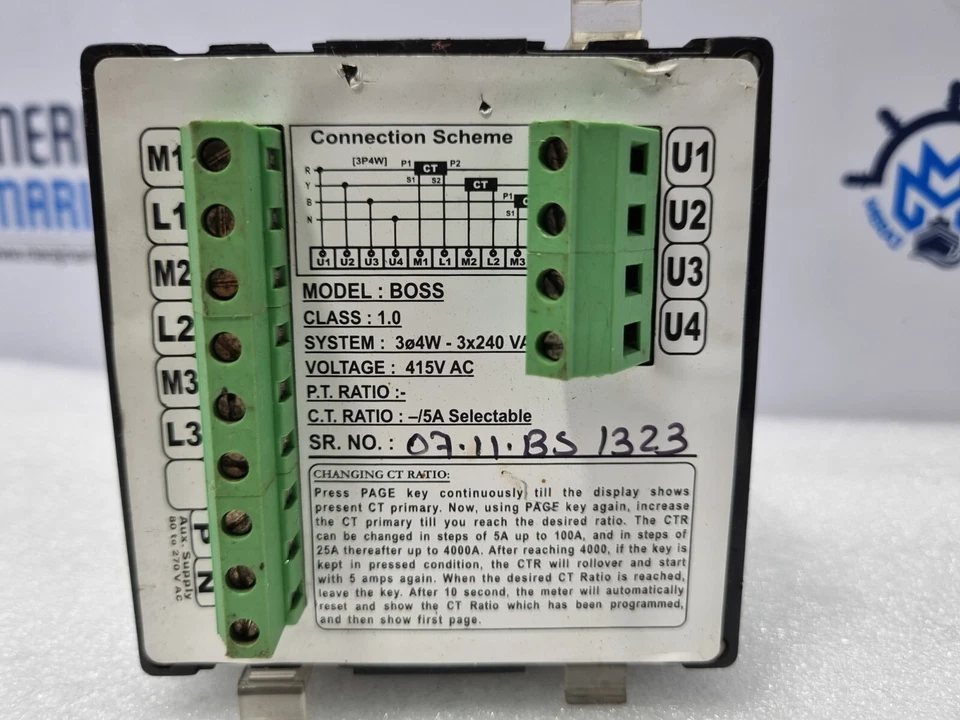 MER
MARI
M1
L1
M2
L2
M3
L3
P
N
Aux. Supply
80 to 270 V AC
Connection Scheme
[3P4W]
P1 CT P2
R
S1 S2
Y
CT
B
P1
S1
N
U1 U2 U3 U4 M1 L1 M2 L2 M3
MODEL : BOSS
CLASS : 1.0
SYSTEM : 3ø4W - 3x240 VA
VOLTAGE : 415V AC
P.T. RATIO :-
C.T. RATIO : –/5A Selectable
SR. NO. : 07.11.BS 1323
CHANGING CT RATIO:
Press PAGE key continuously till the display shows
present CT primary. Now, using PAGE key again, increase
the CT primary till you reach the desired ratio. The CTR
can be changed in steps of 5A up to 100A, and in steps of
25A thereafter up to 4000A. After reaching 4000, if the key is
kept in pressed condition, the CTR will rollover and start
with 5 amps again. When the desired CT Ratio is reached,
leave the key. After 10 second, the meter will automatically
reset and show the CT Ratio which has been programmed,
and then show first page.
U1
U2
U3
U4